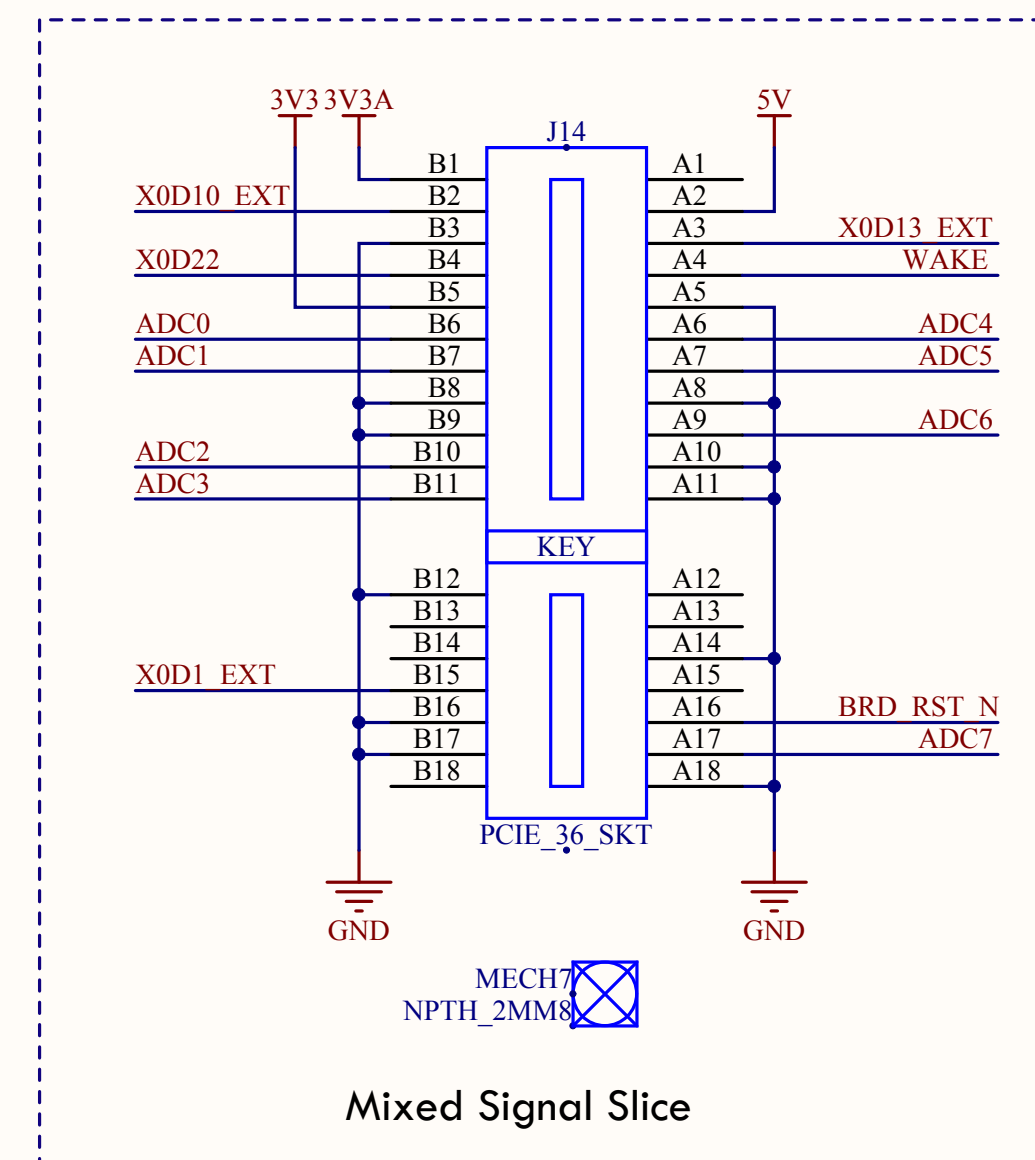 3V3 3V3A 5V
J14
B1 A1
X0D10_EXT B2 A2
B3 A3 X0D13_EXT
X0D22 B4 A4 WAKE
B5 A5
ADC0 B6 A6 ADC4
ADC1 B7 A7 ADC5
B8 A8
B9 A9 ADC6
ADC2 B10 A10
ADC3 B11 A11
KEY
B12 A12
B13 A13
B14 A14
X0D1_EXT B15 A15
B16 A16 BRD_RST_N
B17 A17 ADC7
B18 A18
PCIE_36_SKT
GND GND
MECH7
NPTH_2MM8
Mixed Signal Slice